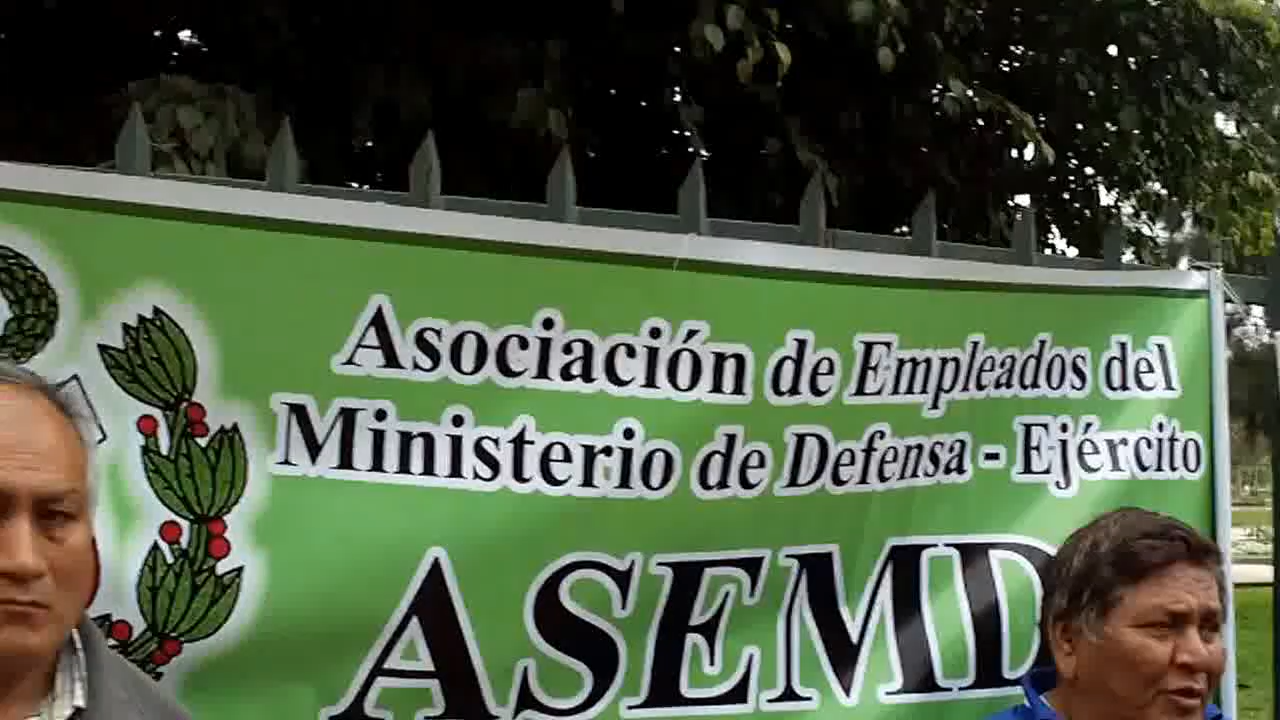 Asociación de Empleados del
Ministerio de Defensa - Ejército
ASEMD